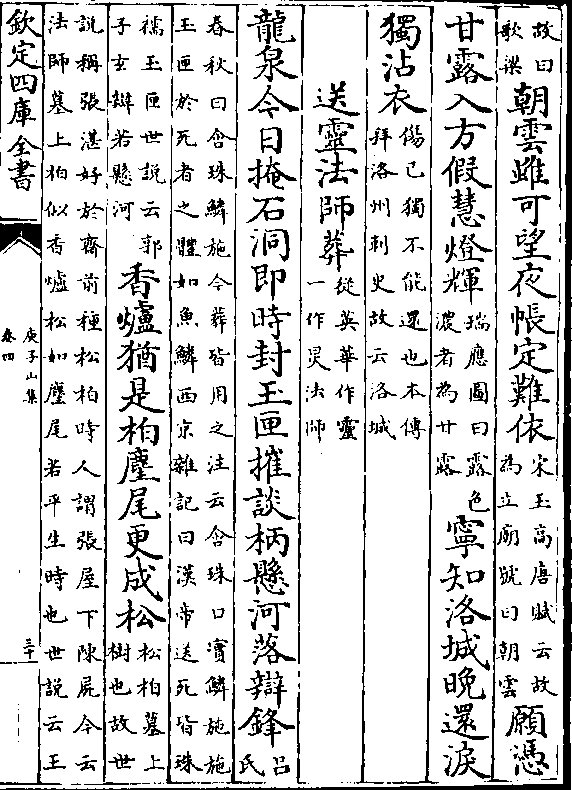 故曰歌梁朝雲雖可望夜帳定難依宋玉高唐賦云故為立廟號曰朝雲願憑
甘露入方假慧燈輝瑞應圖曰露色濃者為甘露寧知洛城晚還淚
獨沾衣傷已獨不能還也本傳拜洛州刺史故云洛城
送靈法師葬從英華作靈一作炅法師
龍泉今日掩石洞即時封玉匣摧談柄懸河落辯鋒呂氏
春秋曰含珠鱗施今葬皆用之注云含珠口實鱗施施
玉匣於死者之體如魚鱗西京雜記曰漢帝送死皆珠
襦玉匣世説云郭子玄辯若懸河香爐猶是柏麈尾更成松松柏墓上樹也故世
説稱張湛好於齋前種松柏時人謂張屋下陳屍今云
法師墓上柏似香爐松如麈尾若平生時也世説云王
欽定四庫全書
庾子山集
卷四
三十